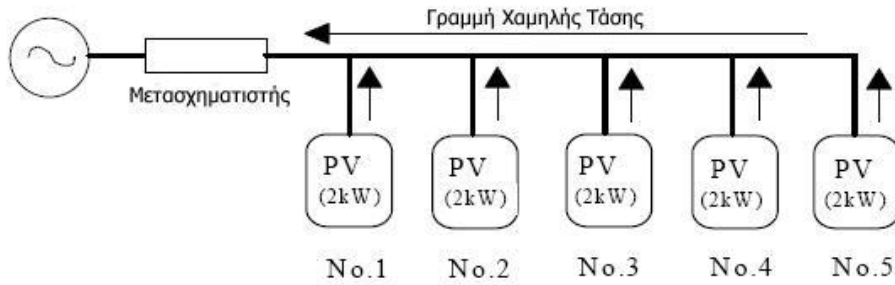 Γραμμή Χαμηλής Τάσης
Μετασχηματιστής
PV PV PV PV PV
(2kW) (2kW) (2kW) (2kW) (2kW)
No.1 No.2 No.3 No.4 No.5